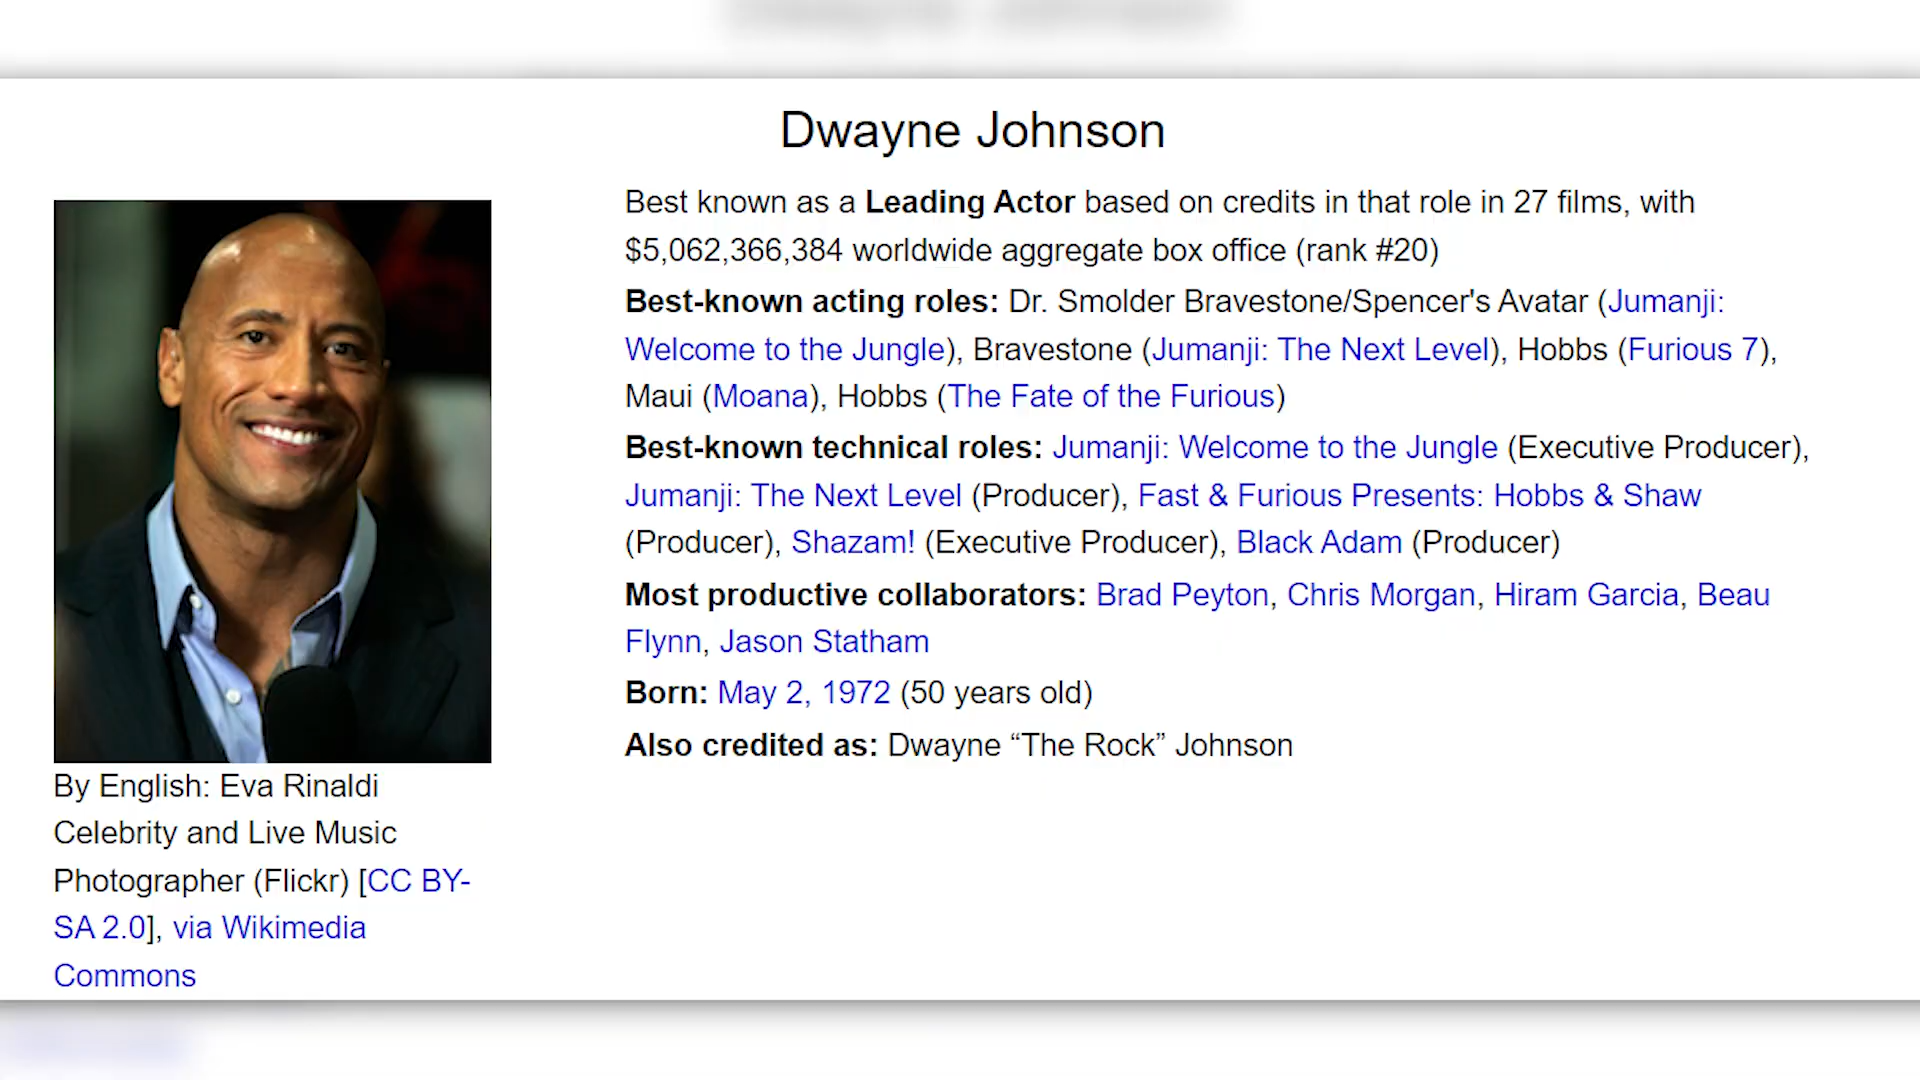 Dwayne Johnson
Best known as a Leading Actor based on credits in that role in 27 films, with
$5,062,366,384 worldwide aggregate box office (rank #20)
Best-known acting roles: Dr. Smolder Bravestone/Spencer's Avatar (Jumanji:
Welcome to the Jungle), Bravestone (Jumanji: The Next Level), Hobbs (Furious 7),
Maui (Moana), Hobbs (The Fate of the Furious)
Best-known technical roles: Jumanji: Welcome to the Jungle (Executive Producer),
Jumanji: The Next Level (Producer), Fast & Furious Presents: Hobbs & Shaw
(Producer), Shazam! (Executive Producer), Black Adam (Producer)
Most productive collaborators: Brad Peyton, Chris Morgan, Hiram Garcia, Beau
Flynn, Jason Statham
Born: May 2, 1972 (50 years old)
Also credited as: Dwayne “The Rock” Johnson
By English: Eva Rinaldi
Celebrity and Live Music
Photographer (Flickr) [CC BY-
SA 2.0], via Wikimedia
Commons